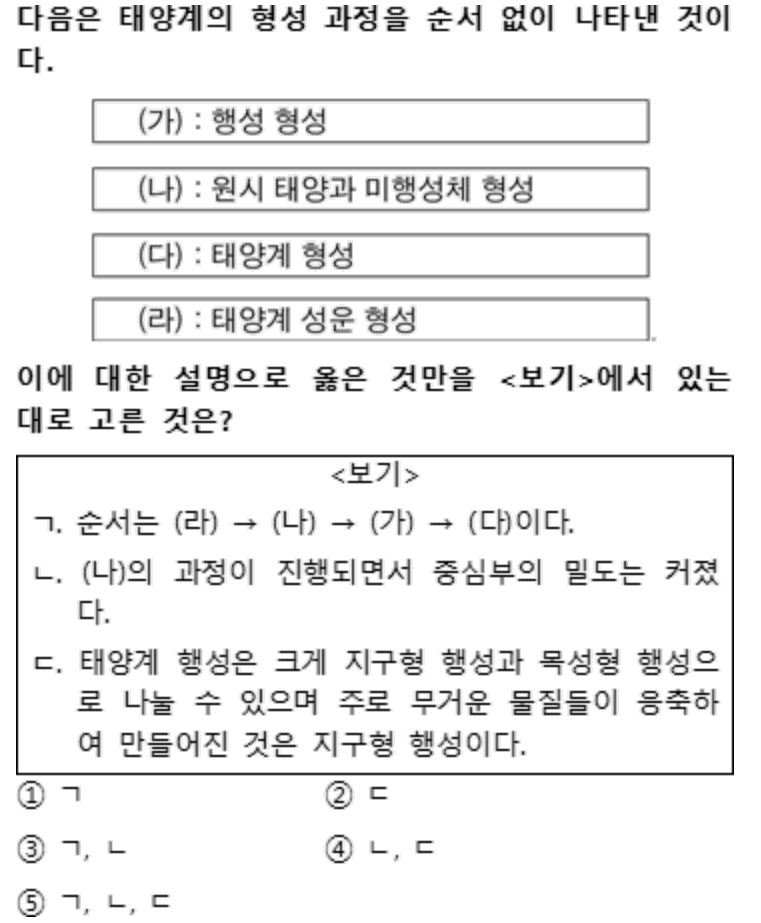 다음은 태양계의 형성 과정을 순서 없이 나타낸 것이
다.
(가) : 행성 형성
(나) : 원시 태양과 미행성체 형성
(다) : 태양계 형성
(라) : 태양계 성운 형성
이에 대한 설명으로 옳은 것만을 <보기>에서 있는
대로 고른 것은?
<보기>
ㄱ. 순서는 (라) → (나) → (가) → (다)이다.
ㄴ. (나)의 과정이 진행되면서 중심부의 밀도는 커졌
다.
ㄷ. 태양계 행성은 크게 지구형 행성과 목성형 행성으
로 나눌 수 있으며 주로 무거운 물질들이 응축하
여 만들어진 것은 지구형 행성이다.
① ㄱ ② ㄷ
③ ㄱ, ㄴ ④ ㄴ, ㄷ
⑤ ㄱ, ㄴ, ㄷ